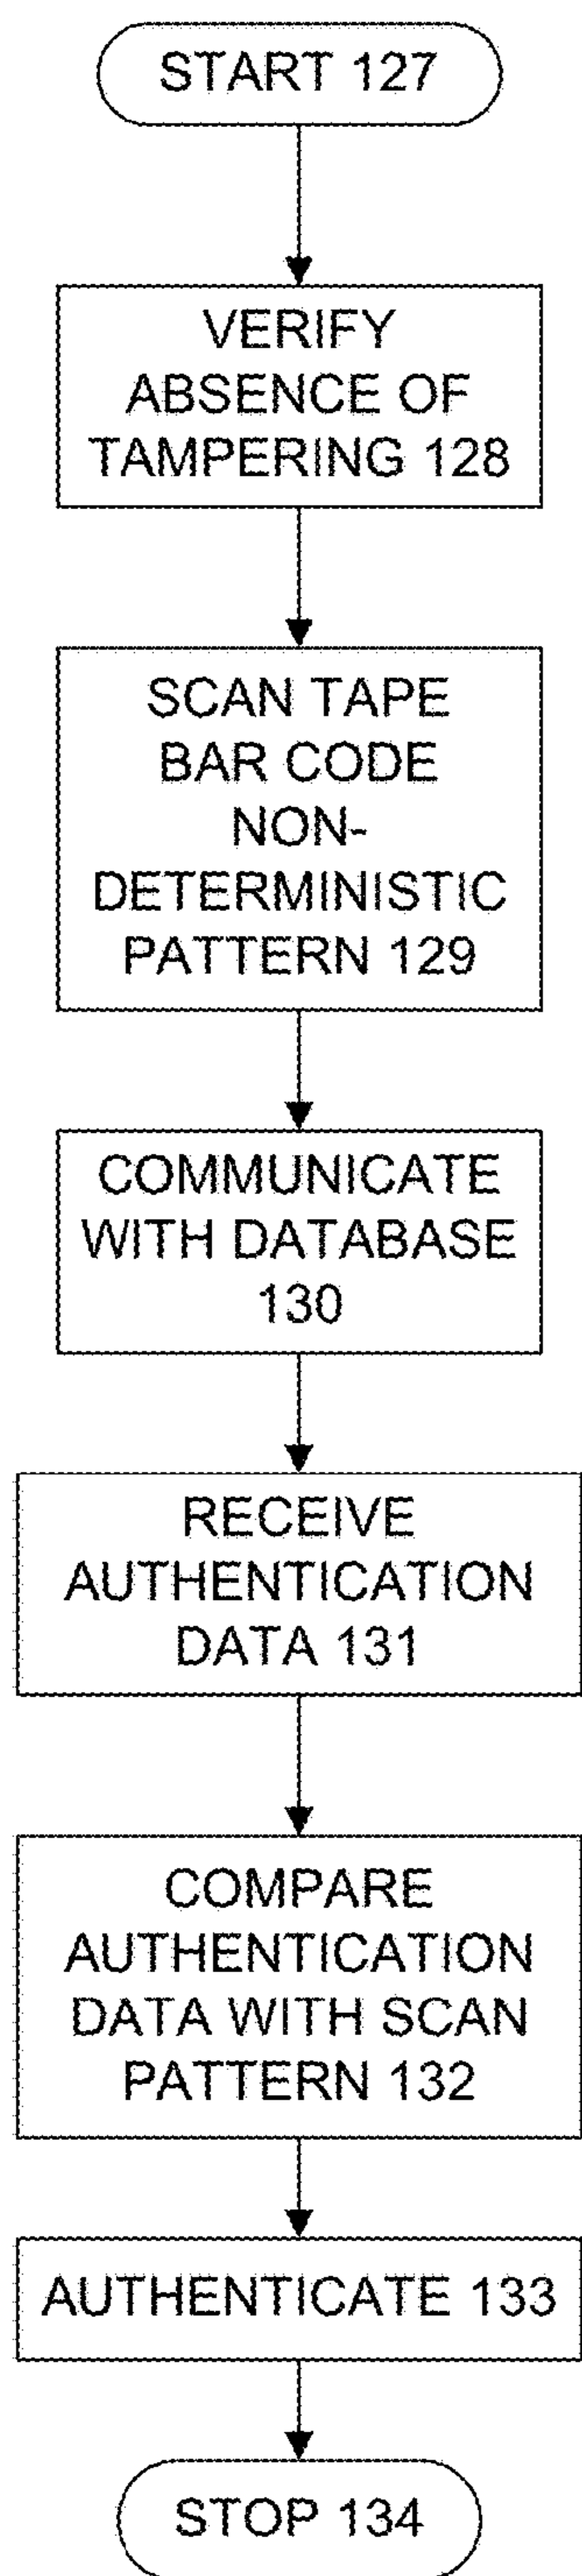 START 127
VERIFY
ABSENCE OF
TAMPERING 128
SCAN TAPE
BAR CODE
NON-
DETERMINISTIC
PATTERN 129
COMMUNICATE
WITH DATABASE
130
RECEIVE
AUTHENTICATION
DATA 131
COMPARE
AUTHENTICATION
DATA WITH SCAN
PATTERN 132
AUTHENTICATE 133
STOP 134